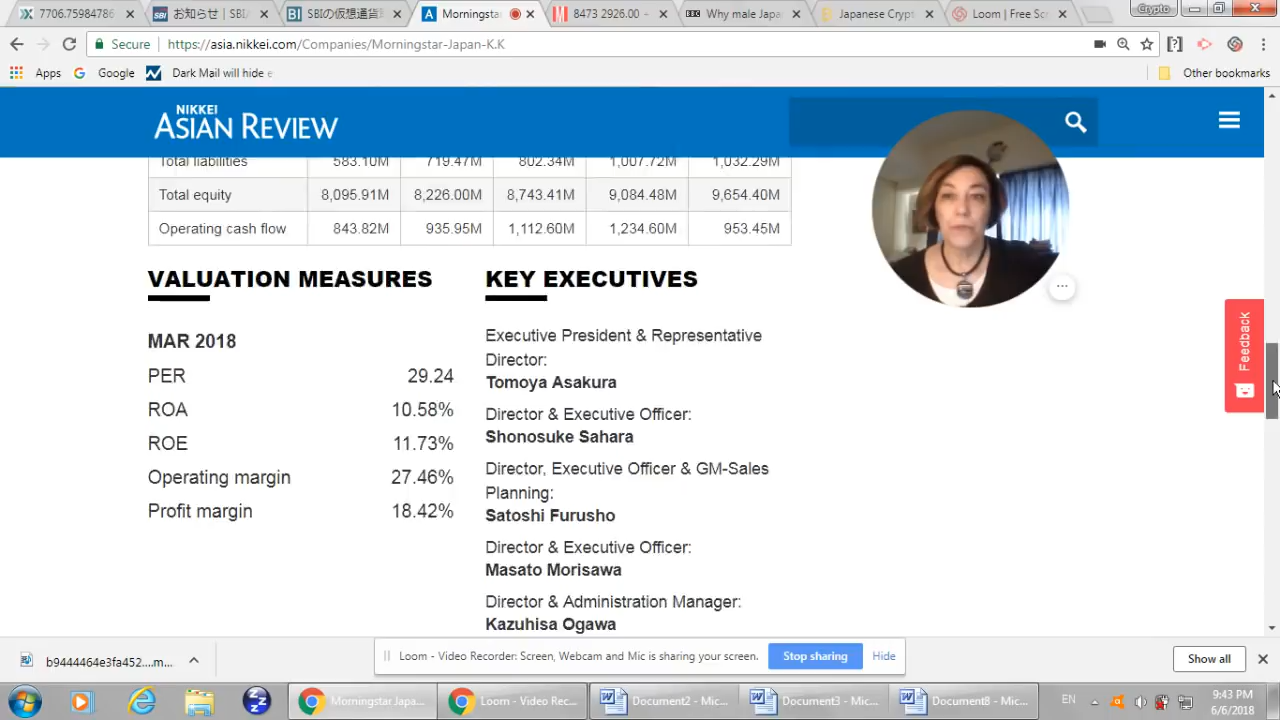 7706.75984786
お知らせ | SBI
SBIの仮想通貨
Morningstar
8473.2926.00
Why male Japa
Japanese Crypt
Loom | Free Scr
Crypto
Secure
https://asia.nikkei.com/Companies/Morningstar-Japan-K.K
Apps
Google
Dark Mail will hide e
Other bookmarks
NIKKEI
ASIAN REVIEW
Total liabilities 583.10M 719.47M 802.34M 1,007.72M 1,032.29M
Total equity 8,095.91M 8,226.00M 8,743.41M 9,084.48M 9,654.40M
Operating cash flow 843.82M 935.95M 1,112.60M 1,234.60M 953.45M
VALUATION MEASURES
MAR 2018
PER 29.24
ROA 10.58%
ROE 11.73%
Operating margin 27.46%
Profit margin 18.42%
KEY EXECUTIVES
Executive President & Representative
Director:
Tomoya Asakura
Director & Executive Officer:
Shonosuke Sahara
Director, Executive Officer & GM-Sales
Planning:
Satoshi Furusho
Director & Executive Officer:
Masato Morisawa
Director & Administration Manager:
Kazuhisa Ogawa
Feedback
b9444464e3fa452....m...
Loom - Video Recorder: Screen, Webcam and Mic is sharing your screen.
Stop sharing
Hide
Show all
Morningstar Japa...
Loom - Video Rec...
Document2 - Mic...
Document3 - Mic...
Document8 - Mic...
EN
9:43 PM
6/6/2018